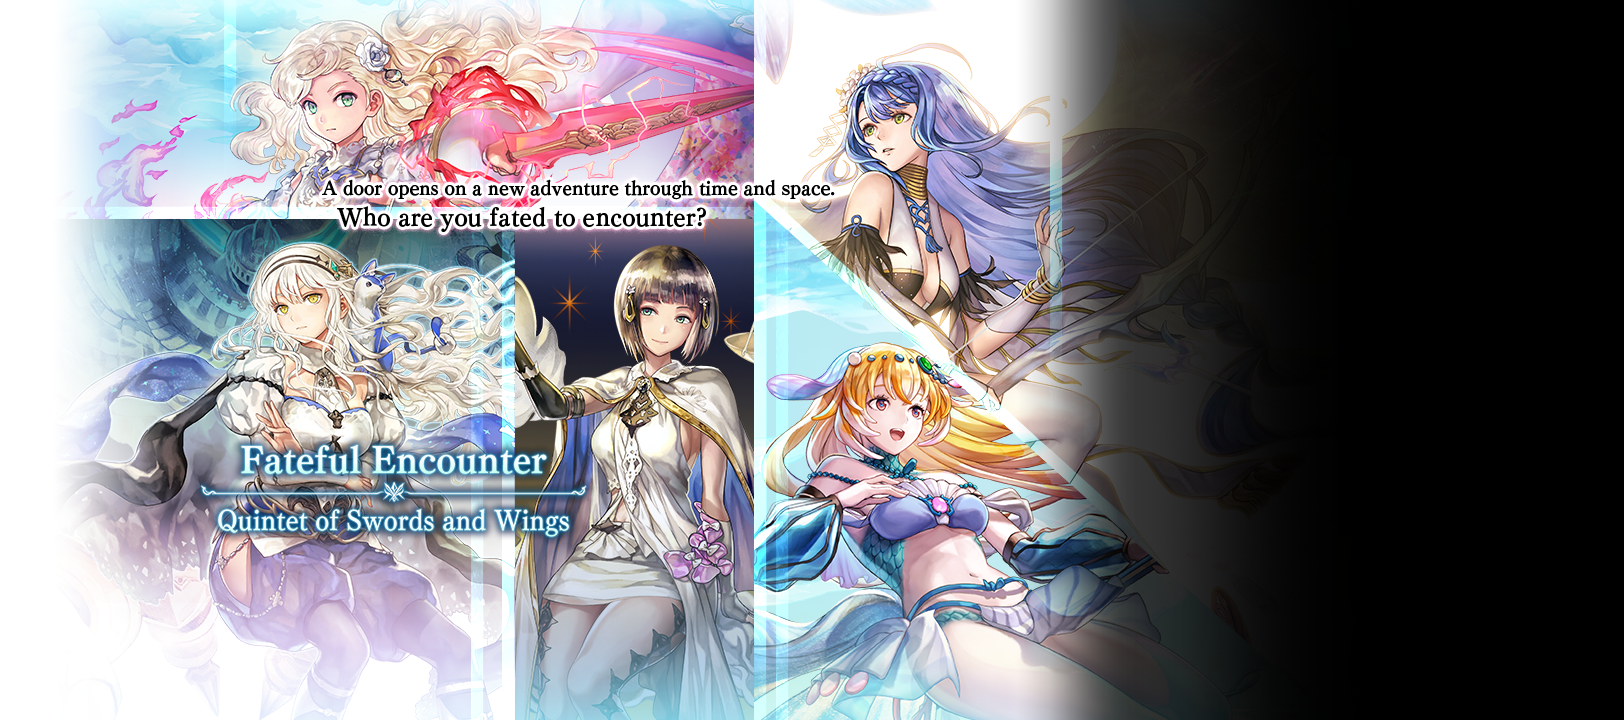 A door opens on a new adventure through time and space.
Who are you fated to encounter?
Fateful Encounter
Quintet of Swords and Wings